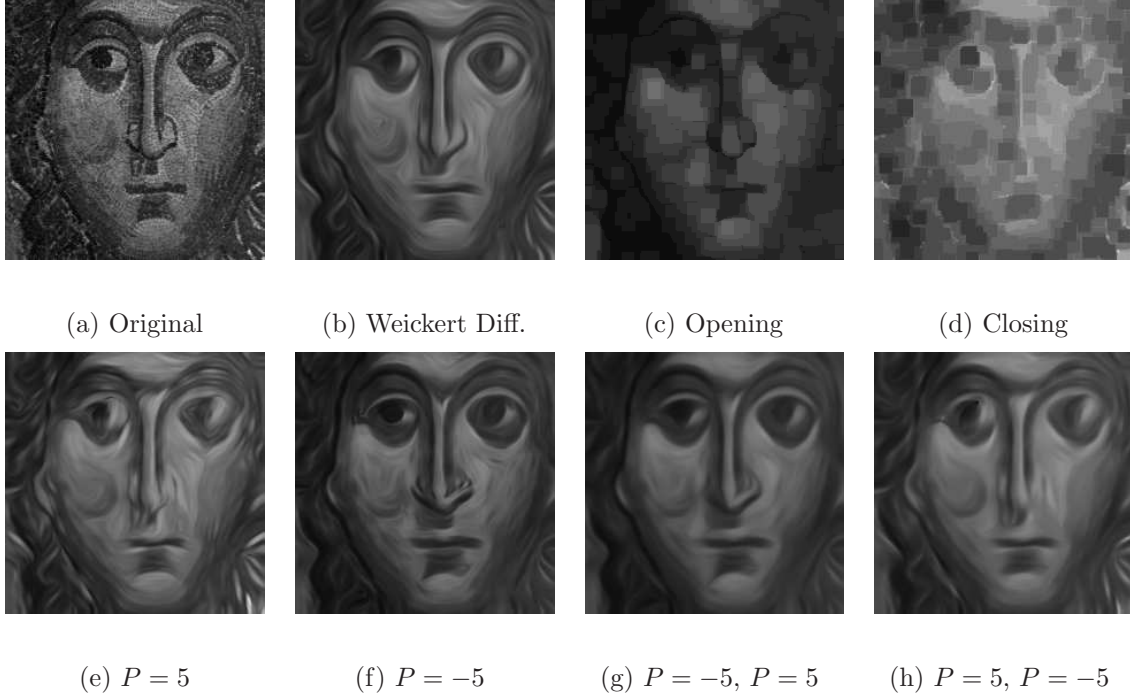 (a) Original (b) Weickert Diff. (c) Opening (d) Closing
(e) P = 5 (f) P = −5 (g) P = −5, P = 5 (h) P = 5, P = −5